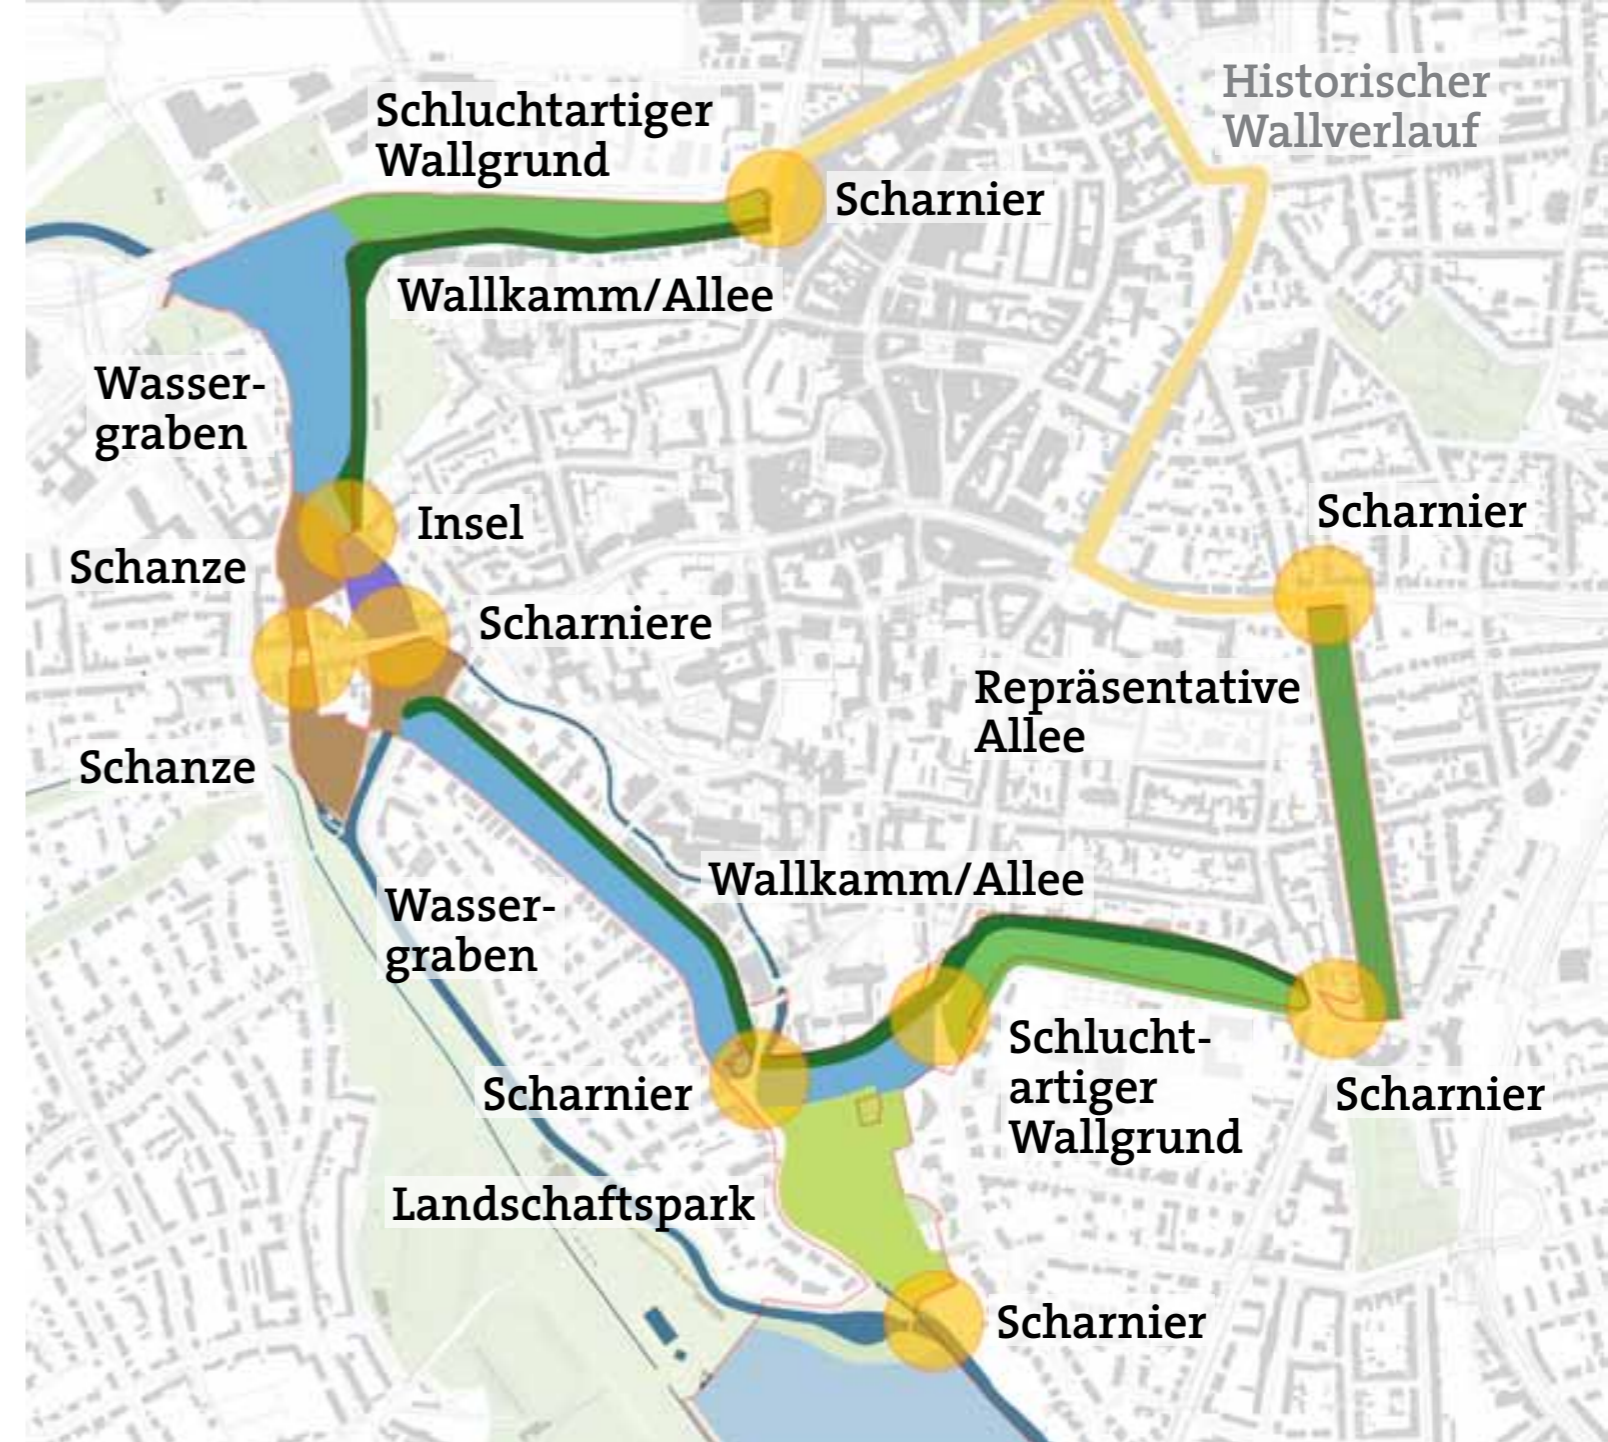 Historischer
Wallverlauf
Schluchtartiger
Wallgrund
Scharnier
Wallkamm/Allee
Wasser-
graben
Insel
Schanze
Scharniere
Scharnier
Repräsentative
Allee
Schanze
Wallkamm/Allee
Wasser-
graben
Schlucht-
artiger
Wallgrund
Scharnier
Scharnier
Landschaftspark
Scharnier